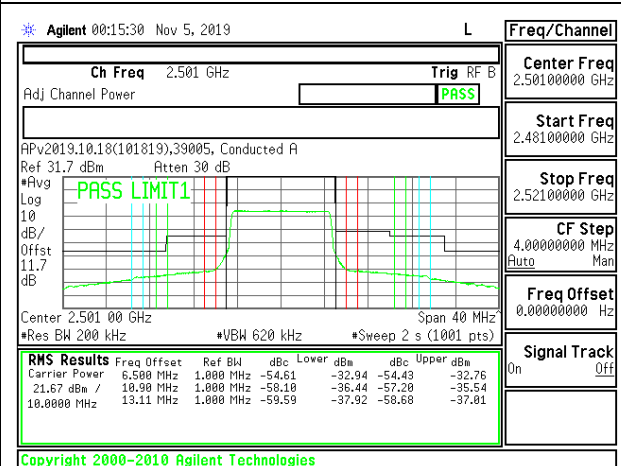 Agilent 00:15:30 Nov 5, 2019 L
Freq/Channel
Ch Freq 2.501 GHz Trig RF B
Adj Channel Power PASS
APv2019.10.18(101819),39005, Conducted A
Ref 31.7 dBm Atten 30 dB
#Avg
Log
10
dB/
Offst
11.7
dB
PASS LIMIT1
Center 2.501 00 GHz Span 40 MHz^
#Res BW 200 kHz #VBW 620 kHz #Sweep 2 s (1001 pts)
RMS Results Freq Offset Ref BW dBc Lower dBm dBc Upper dBm
Carrier Power 6.500 MHz 1.000 MHz -54.61 -32.94 -54.43 -32.76
21.67 dBm / 10.90 MHz 1.000 MHz -58.10 -36.44 -57.20 -35.54
10.0000 MHz 13.11 MHz 1.000 MHz -59.59 -37.92 -58.68 -37.01
Copyright 2000-2010 Agilent Technologies
Center Freq
2.50100000 GHz
Start Freq
2.48100000 GHz
Stop Freq
2.52100000 GHz
CF Step
4.00000000 MHz
Auto Man
Freq Offset
0.00000000 Hz
Signal Track
On Off